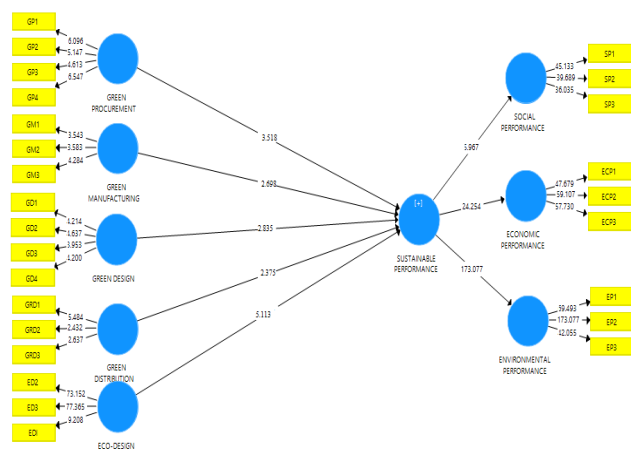 GP1
6.096
GP2
5.147
GP3
4.613
GP4
6.547
GREEN
PROCUREMENT
GM1
3.543
GM2
3.583
GM3
4.284
GREEN
MANUFACTURING
GD1
4.214
GD2
4.637
GD3
3.953
GD4
4.200
GREEN DESIGN
GRD1
3.484
GRD2
2.432
GRD3
2.637
GREEN
DISTRIBUTION
ED2
73.152
ED3
77.365
EDI
9.208
ECO-DESIGN
3.518
2.698
2.835
2.375
5.113
[+]
SUSTAINABLE
PERFORMANCE
24.254
173.077
SP1
45.133
SP2
39.689
SP3
36.035
SOCIAL
PERFORMANCE
ECP1
47.679
ECP2
59.107
ECP3
57.730
ECONOMIC
PERFORMANCE
EP1
59.493
EP2
173.077
EP3
42.055
ENVIRONMENTAL
PERFORMANCE